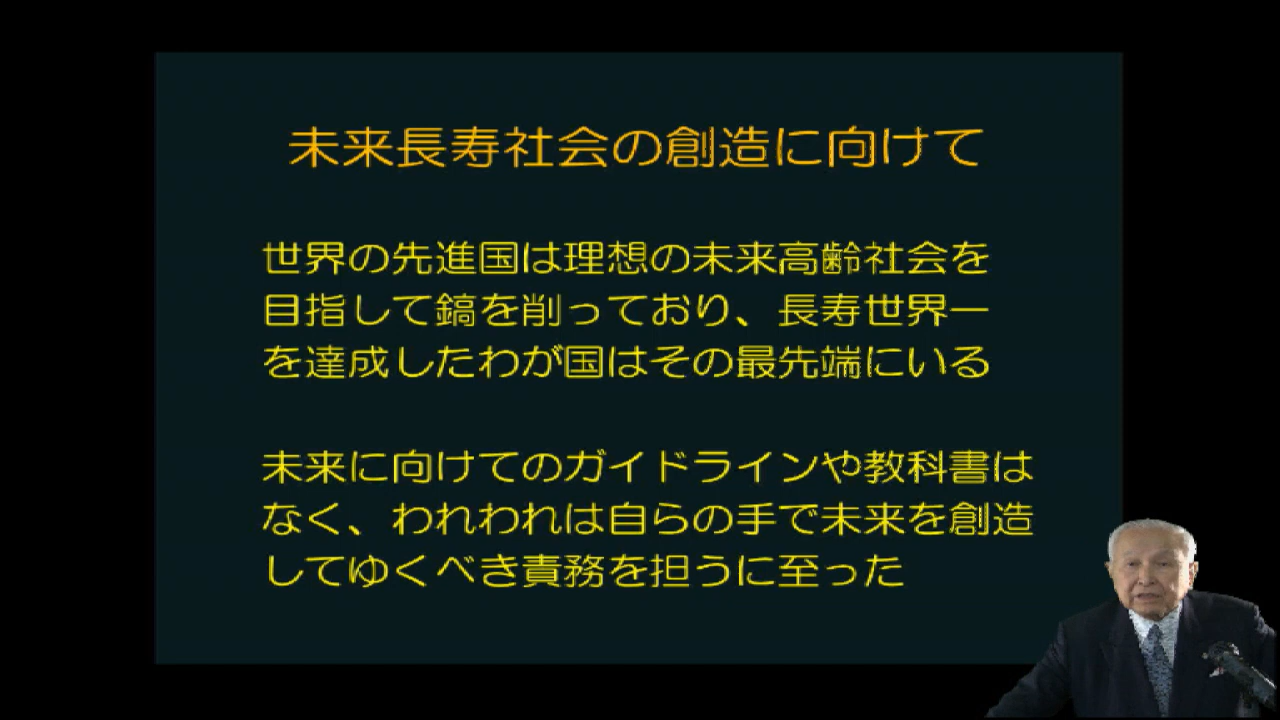 未来長寿社会の創造に向けて
世界の先進国は理想の未来高齢社会を
目指して鎬を削っており、長寿世界一
を達成したわが国はその最先端にいる
未来に向けてのガイドラインや教科書は
なく、われわれは自らの手で未来を創造
してゆくべき責務を担うに至った